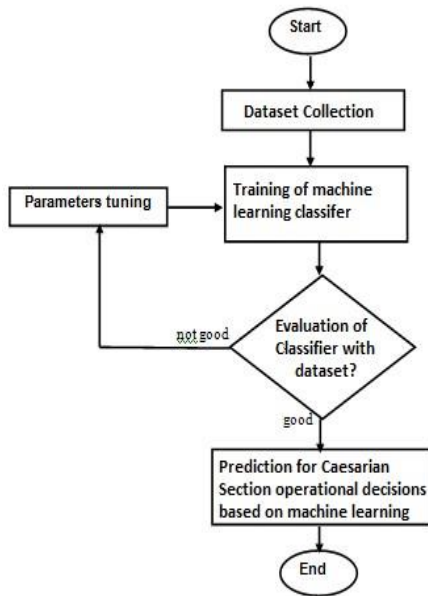 Start
Dataset Collection
Parameters tuning
Training of machine
learning classifer
not good
Evaluation of
Classifier with
dataset?
good
Prediction for Caesarian
Section operational decisions
based on machine learning
End